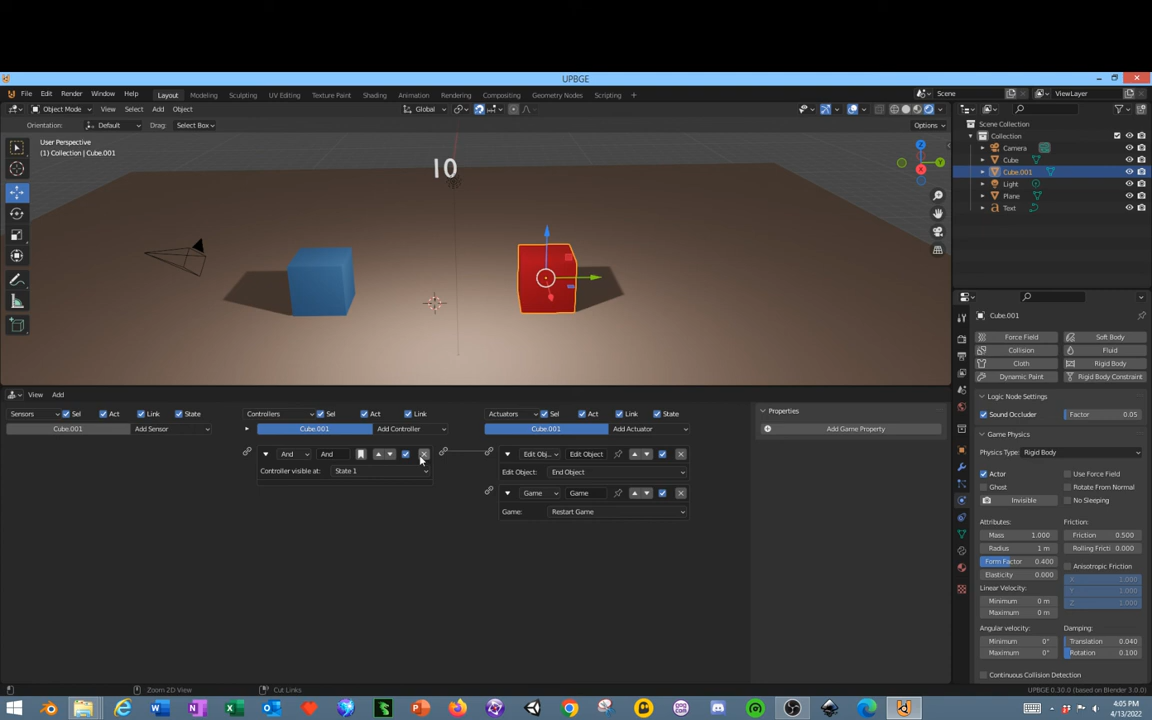 UPBGE
File Edit Render Window Help Layout Modeling Sculpting UV Editing Texture Paint Shading Animation Rendering Compositing Geometry Nodes Scripting + Scene ViewLayer
Object Mode View Select Add Object Global
Orientation: Default Drag: Select Box Options
User Perspective
(1) Collection | Cube.001
10
X
Y
Z
Scene Collection
Collection
Camera
Cube
Cube.001
Light
Plane
Text
Cube.001
Force Field Soft Body
Collision Fluid
Cloth Rigid Body
Dynamic Paint Rigid Body Constraint
Logic Node Settings
Sound Occluder Factor 0.05
Game Physics
Physics Type: Rigid Body
Actor Use Force Field
Ghost Rotate From Normal
Invisible No Sleeping
Attributes: Friction:
Mass 1.000 Friction 0.500
Radius 1 m Rolling Fricti 0.000
Form Factor 0.400 Anisotropic Friction
Elasticity 0.000 X 1.000
Linear Velocity: Y 1.000
Minimum 0 m Z 1.000
Maximum 0 m
Angular velocity: Damping:
Minimum 0° Translation 0.040
Maximum 0° Rotation 0.100
Continuous Collision Detection
View Add
Sensors Sel Act Link State Controllers Sel Act Link Actuators Sel Act Link State
Cube.001 Add Sensor Cube.001 Add Controller Cube.001 Add Actuator
And And Edit Obj... Edit Object
Controller visible at: State 1 Edit Object: End Object
Game Game
Game: Restart Game
Properties
Add Game Property
Zoom 2D View Cut Links UPBGE 0.30.0 (based on Blender 3.0.0)
4:05 PM
4/13/2022